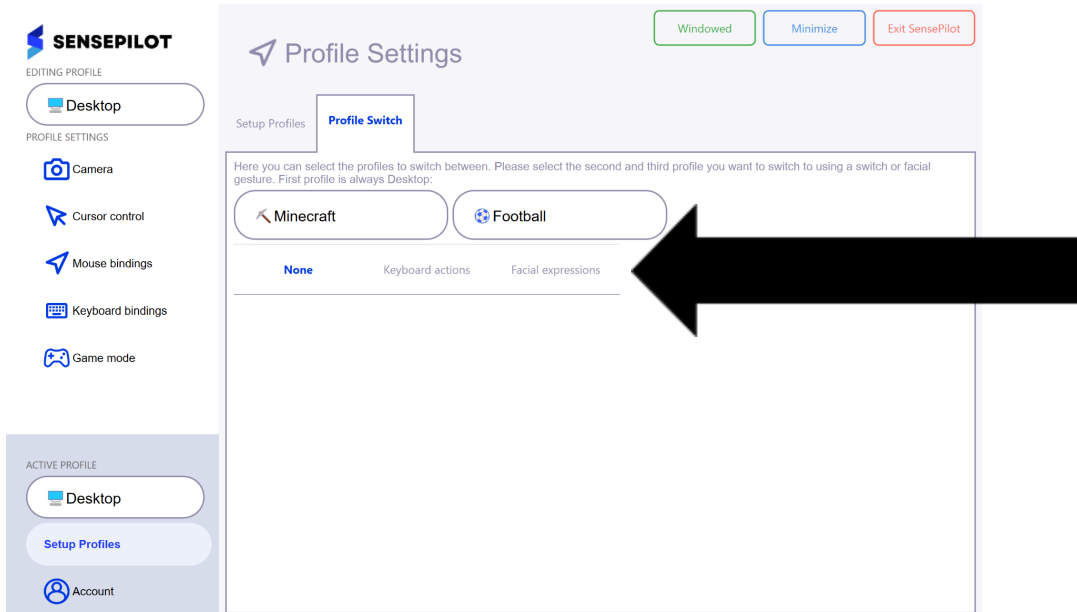 SENSEPILOT
EDITING PROFILE
Desktop
PROFILE SETTINGS
Camera
Cursor control
Mouse bindings
Keyboard bindings
Game mode
ACTIVE PROFILE
Desktop
Setup Profiles
Account
Profile Settings
Windowed
Minimize
Exit SensePilot
Setup Profiles
Profile Switch
Here you can select the profiles to switch between. Please select the second and third profile you want to switch to using a switch or facial
gesture. First profile is always Desktop:
Minecraft
Football
None
Keyboard actions
Facial expressions